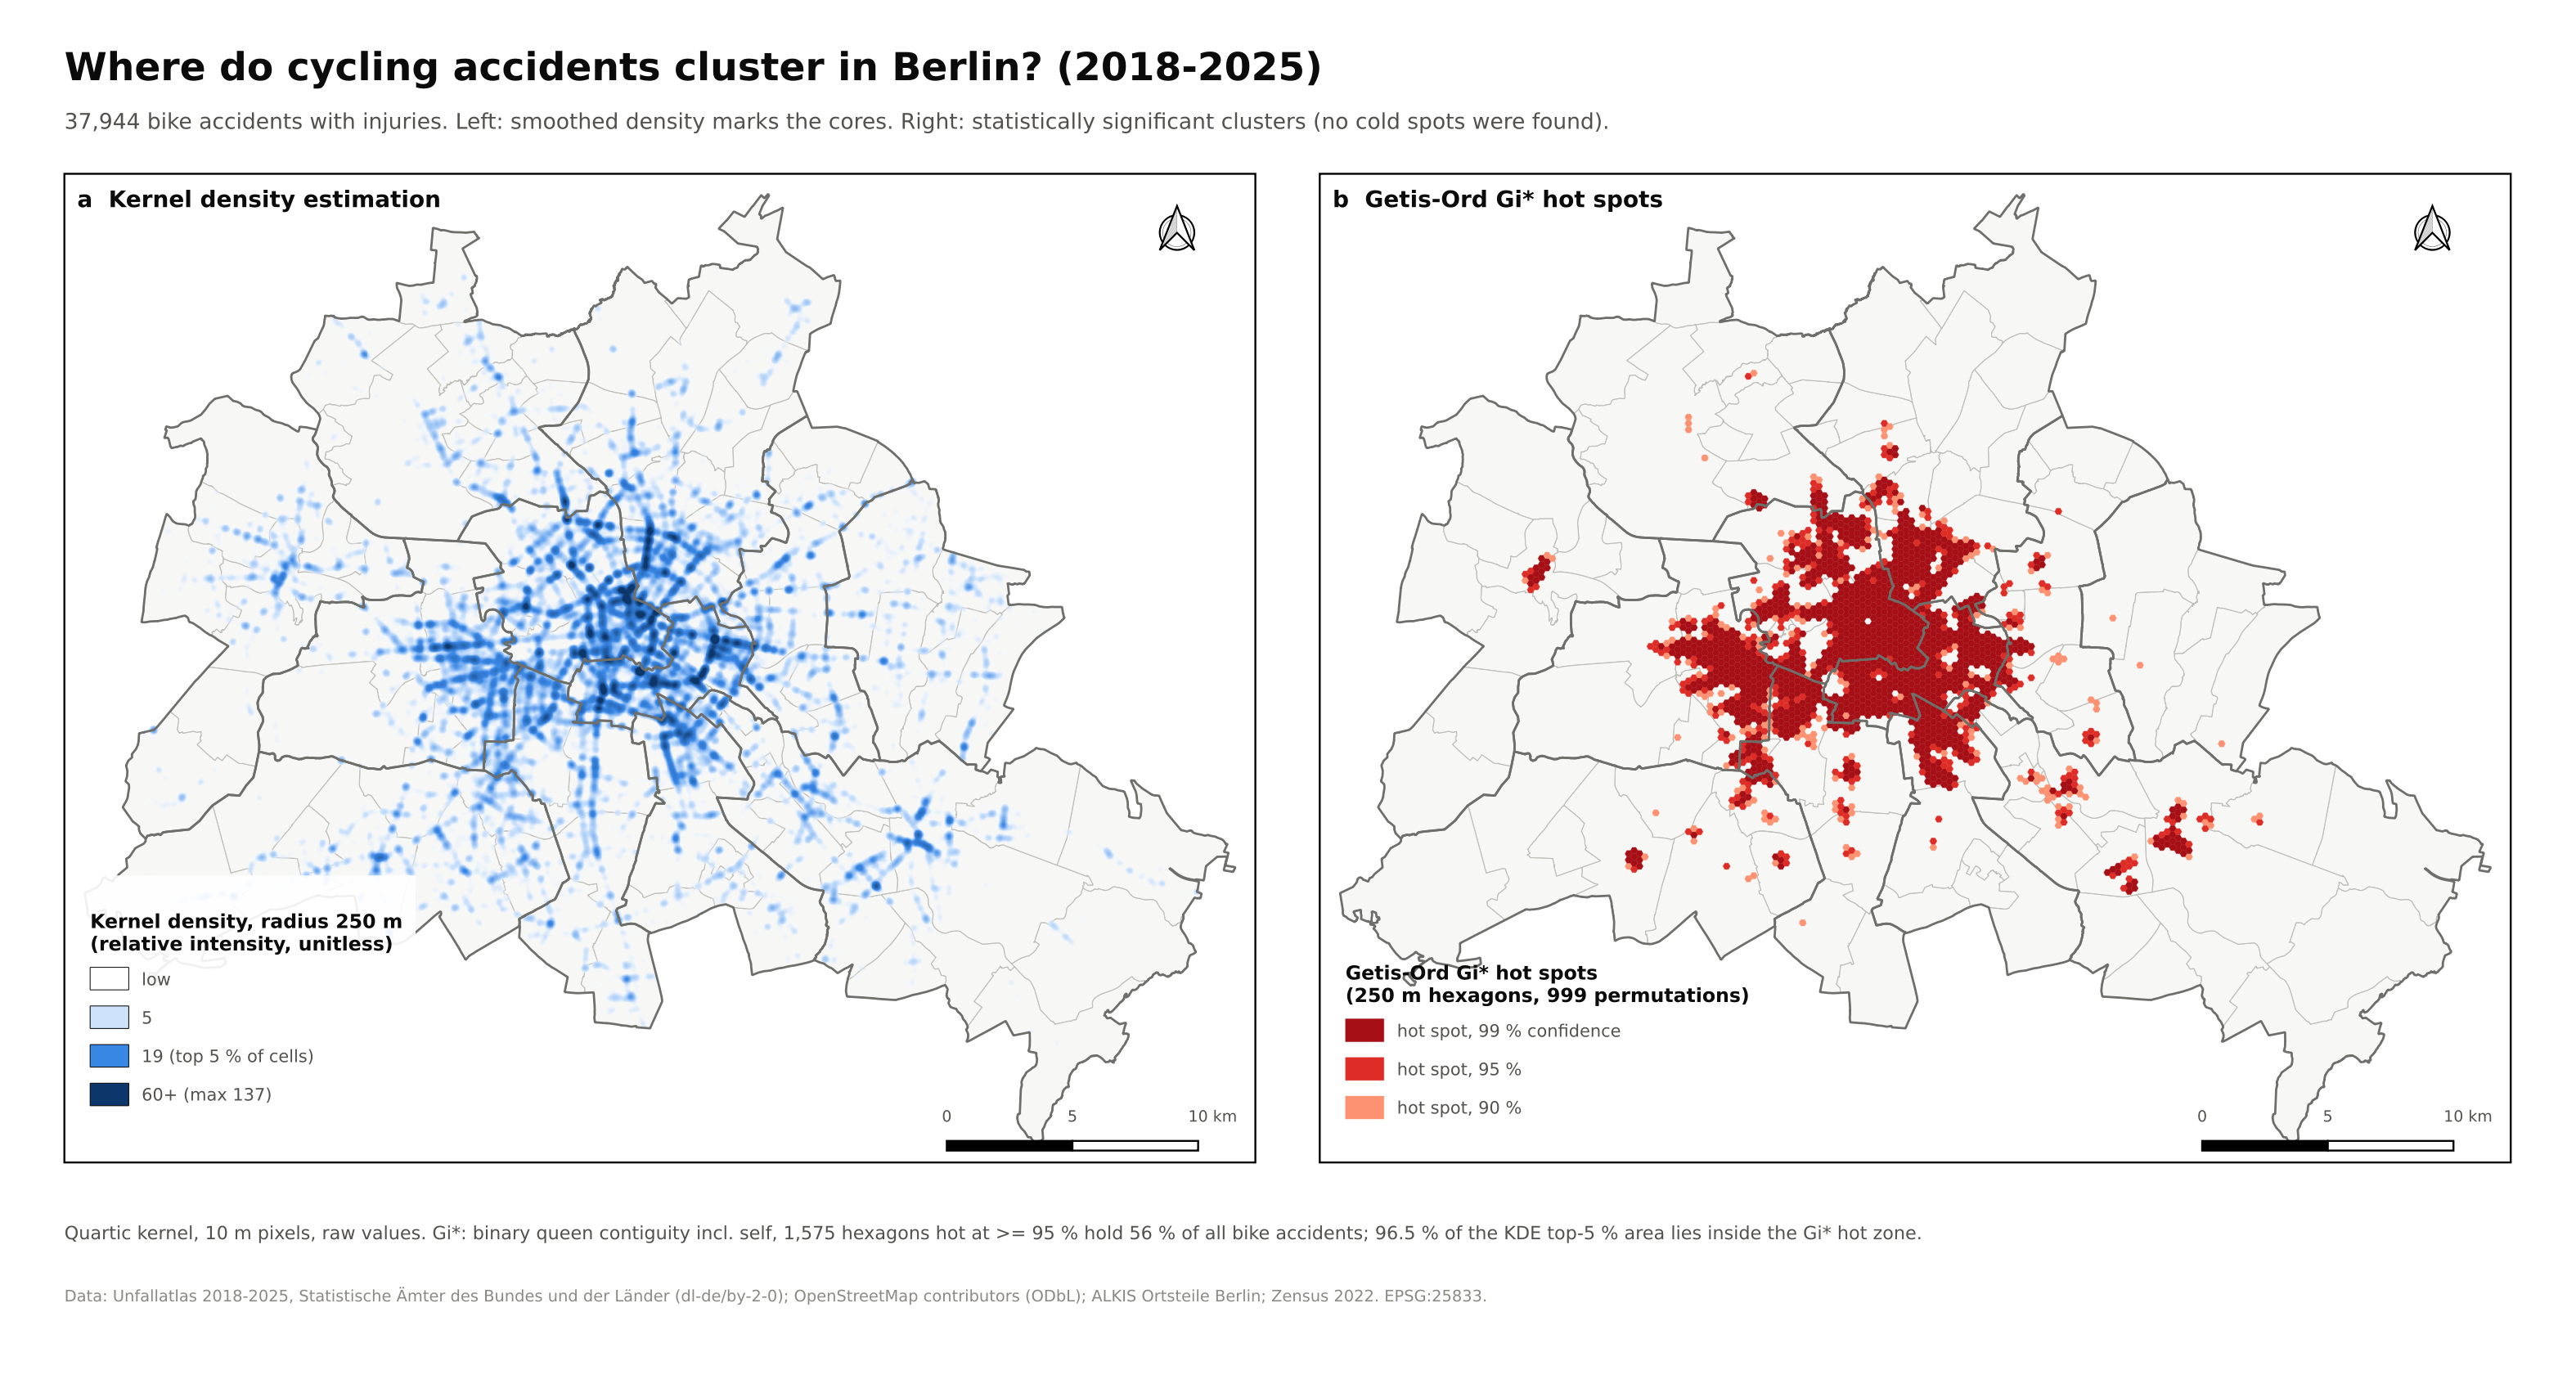 Where do cycling accidents cluster in Berlin? (2018-2025)
37,944 bike accidents with injuries. Left: smoothed density marks the cores. Right: statistically significant clusters (no cold spots were found).
a Kernel density estimation
Kernel density, radius 250 m
(relative intensity, unitless)
low
5
19 (top 5 % of cells)
60+ (max 137)
0 5 10 km
b Getis-Ord Gi* hot spots
Getis-Ord Gi* hot spots
(250 m hexagons, 999 permutations)
hot spot, 99 % confidence
hot spot, 95 %
hot spot, 90 %
0 5 10 km
Quartic kernel, 10 m pixels, raw values. Gi*: binary queen contiguity incl. self, 1,575 hexagons hot at >= 95 % hold 56 % of all bike accidents; 96.5 % of the KDE top-5 % area lies inside the Gi* hot zone.
Data: Unfallatlas 2018-2025, Statistische Ämter des Bundes und der Länder (dl-de/by-2-0); OpenStreetMap contributors (ODbL); ALKIS Ortsteile Berlin; Zensus 2022. EPSG:25833.